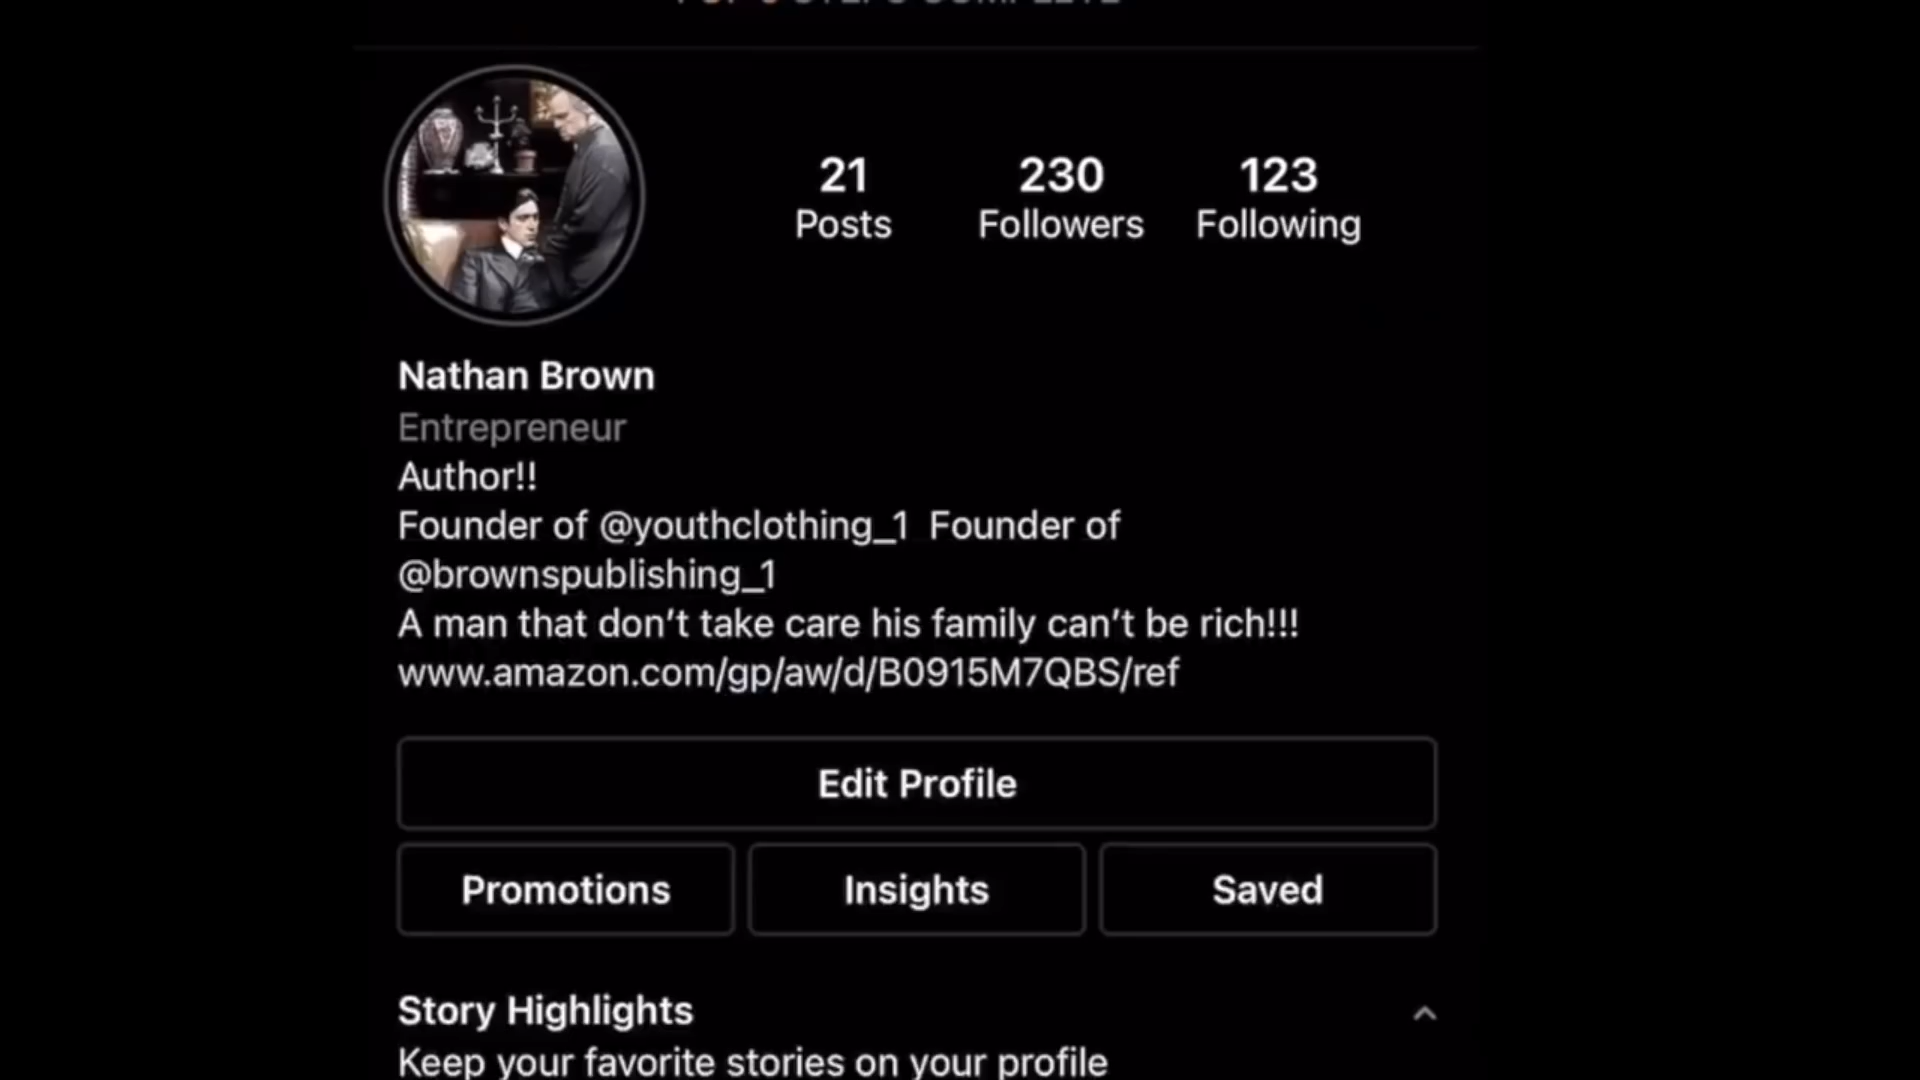 21 230 123
Posts Followers Following
Nathan Brown
Entrepreneur
Author!!
Founder of @youthclothing_1 Founder of
@brownspublishing_1
A man that don't take care his family can't be rich!!!
www.amazon.com/gp/aw/d/B0915M7QBS/ref
Edit Profile
Promotions Insights Saved
Story Highlights
Keep your favorite stories on your profile